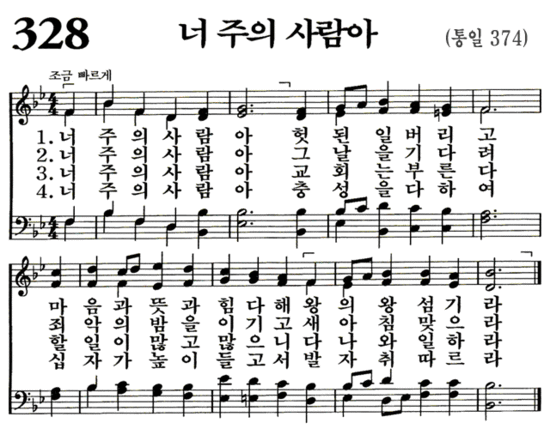 328 너 주의 사람아 (통일 374)
조금 빠르게
1. 너 주 의 사 람 아 헛 된 일 버 리 고
2. 너 주 의 사 람 아 그 날 을 기 다 려
3. 너 주 의 사 람 아 교 회 는 부 른 다
4. 너 주 의 사 람 아 충 성 을 다 하 여
마 음 과 뜻 과 힘 다 해 왕 의 왕 섬 기 라
죄 악 의 밤 을 이 기 고 새 아 침 맞 으 라
할 일 이 많 고 많 으 니 다 나 와 일 하 라
십 자 가 높 이 들 고 서 발 자 취 따 르 라